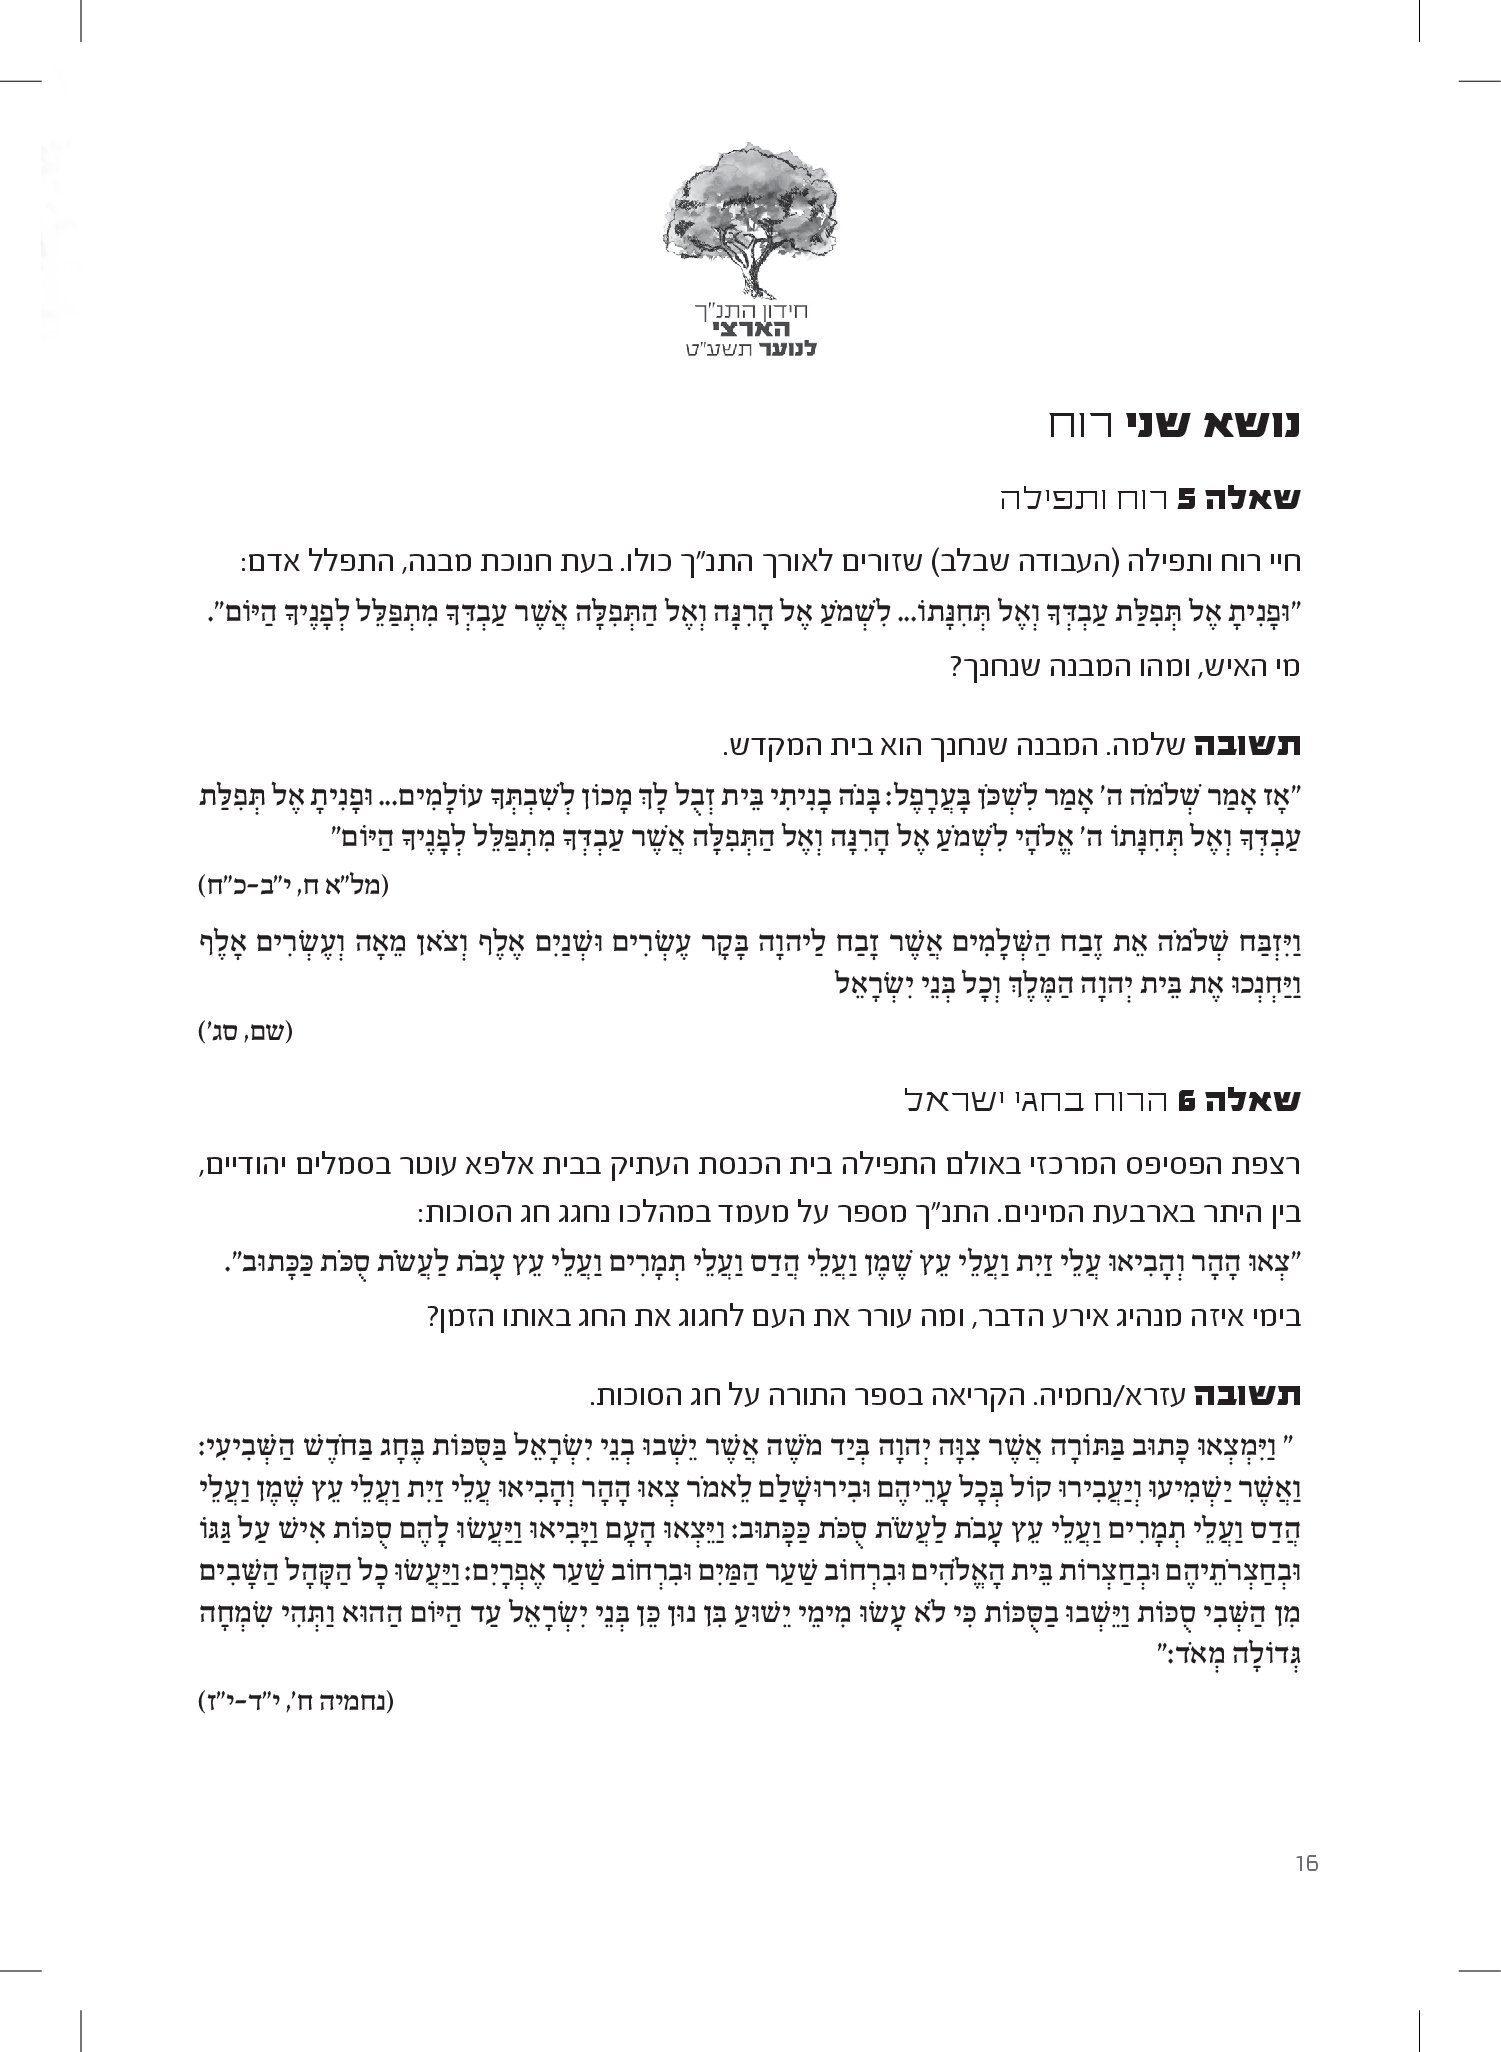 חידון התנ"ך
הארצי
לנוער תשע"ט
נושא שני רוח
שאלה 5 רוח ותפילה
חיי רוח ותפילה (העבודה שבלב) שזורים לאורך התנ"ך כולו. בעת חנוכת מבנה, התפלל אדם:
"וּפָנִיתָ אֶל תְּפִלַּת עַבְדְּךָ וְאֶל תְּחִנָּתוֹ... לִשְׁמֹעַ אֶל הָרִנָּה וְאֶל הַתְּפִלָּה אֲשֶׁר עַבְדְּךָ מִתְפַּלֵּל לְפָנֶיךָ הַיּוֹם".
מי האיש, ומהו המבנה שנחנך?
תשובה שלמה. המבנה שנחנך הוא בית המקדש.
"אָז אָמַר שְׁלֹמֹה ה' אָמַר לִשְׁכֹּן בָּעֲרָפֶל: בָּנֹה בָנִיתִי בֵּית זְבֻל לָךְ מָכוֹן לְשִׁבְתְּךָ עוֹלָמִים... וּפָנִיתָ אֶל תְּפִלַּת
עַבְדְּךָ וְאֶל תְּחִנָּתוֹ ה' אֱלֹהָי לִשְׁמֹעַ אֶל הָרִנָּה וְאֶל הַתְּפִלָּה אֲשֶׁר עַבְדְּךָ מִתְפַּלֵּל לְפָנֶיךָ הַיּוֹם"
(מל"א ח, י"ב-כ"ח)
וַיִּזְבַּח שְׁלֹמֹה אֵת זֶבַח הַשְּׁלָמִים אֲשֶׁר זָבַח לַיהוָה בָּקָר עֶשְׂרִים וּשְׁנַיִם אֶלֶף וְצֹאן מֵאָה וְעֶשְׂרִים אָלֶף
וַיַּחְנְכוּ אֶת בֵּית יְהוָה הַמֶּלֶךְ וְכָל בְּנֵי יִשְׂרָאֵל
(שם, סג')
שאלה 6 הרוח בחגי ישראל
רצפת הפסיפס המרכזי באולם התפילה בית הכנסת העתיק בבית אלפא עוטר בסמלים יהודיים,
בין היתר בארבעת המינים. התנ"ך מספר על מעמד במהלכו נחגג חג הסוכות:
"צְאוּ הָהָר וְהָבִיאוּ עֲלֵי זַיִת וַעֲלֵי עֵץ שֶׁמֶן וַעֲלֵי הֲדַס וַעֲלֵי תְמָרִים וַעֲלֵי עֵץ עָבֹת לַעֲשֹׂת סֻכֹּת כַּכָּתוּב".
בימי איזה מנהיג אירע הדבר, ומה עורר את העם לחגוג את החג באותו הזמן?
תשובה עזרא/נחמיה. הקריאה בספר התורה על חג הסוכות.
" וַיִּמְצְאוּ כָּתוּב בַּתּוֹרָה אֲשֶׁר צִוָּה יְהוָה בְּיַד מֹשֶׁה אֲשֶׁר יֵשְׁבוּ בְנֵי יִשְׂרָאֵל בַּסֻּכּוֹת בֶּחָג בַּחֹדֶשׁ הַשְּׁבִיעִי:
וַאֲשֶׁר יַשְׁמִיעוּ וְיַעֲבִירוּ קוֹל בְּכָל עָרֵיהֶם וּבִירוּשָׁלַ‍ִם לֵאמֹר צְאוּ הָהָר וְהָבִיאוּ עֲלֵי זַיִת וַעֲלֵי עֵץ שֶׁמֶן וַעֲלֵי
הֲדַס וַעֲלֵי תְמָרִים וַעֲלֵי עֵץ עָבֹת לַעֲשֹׂת סֻכֹּת כַּכָּתוּב: וַיֵּצְאוּ הָעָם וַיָּבִיאוּ וַיַּעֲשׂוּ לָהֶם סֻכּוֹת אִישׁ עַל גַּגּוֹ
וּבְחַצְרֹתֵיהֶם וּבְחַצְרוֹת בֵּית הָאֱלֹהִים וּבִרְחוֹב שַׁעַר הַמַּיִם וּבִרְחוֹב שַׁעַר אֶפְרָיִם: וַיַּעֲשׂוּ כָל הַקָּהָל הַשָּׁבִים
מִן הַשְּׁבִי סֻכּוֹת וַיֵּשְׁבוּ בַסֻּכּוֹת כִּי לֹא עָשׂוּ מִימֵי יֵשׁוּעַ בִּן נוּן כֵּן בְּנֵי יִשְׂרָאֵל עַד הַיּוֹם הַהוּא וַתְּהִי שִׂמְחָה
גְּדוֹלָה מְאֹד:"
(נחמיה ח', י"ד-י"ז)
16